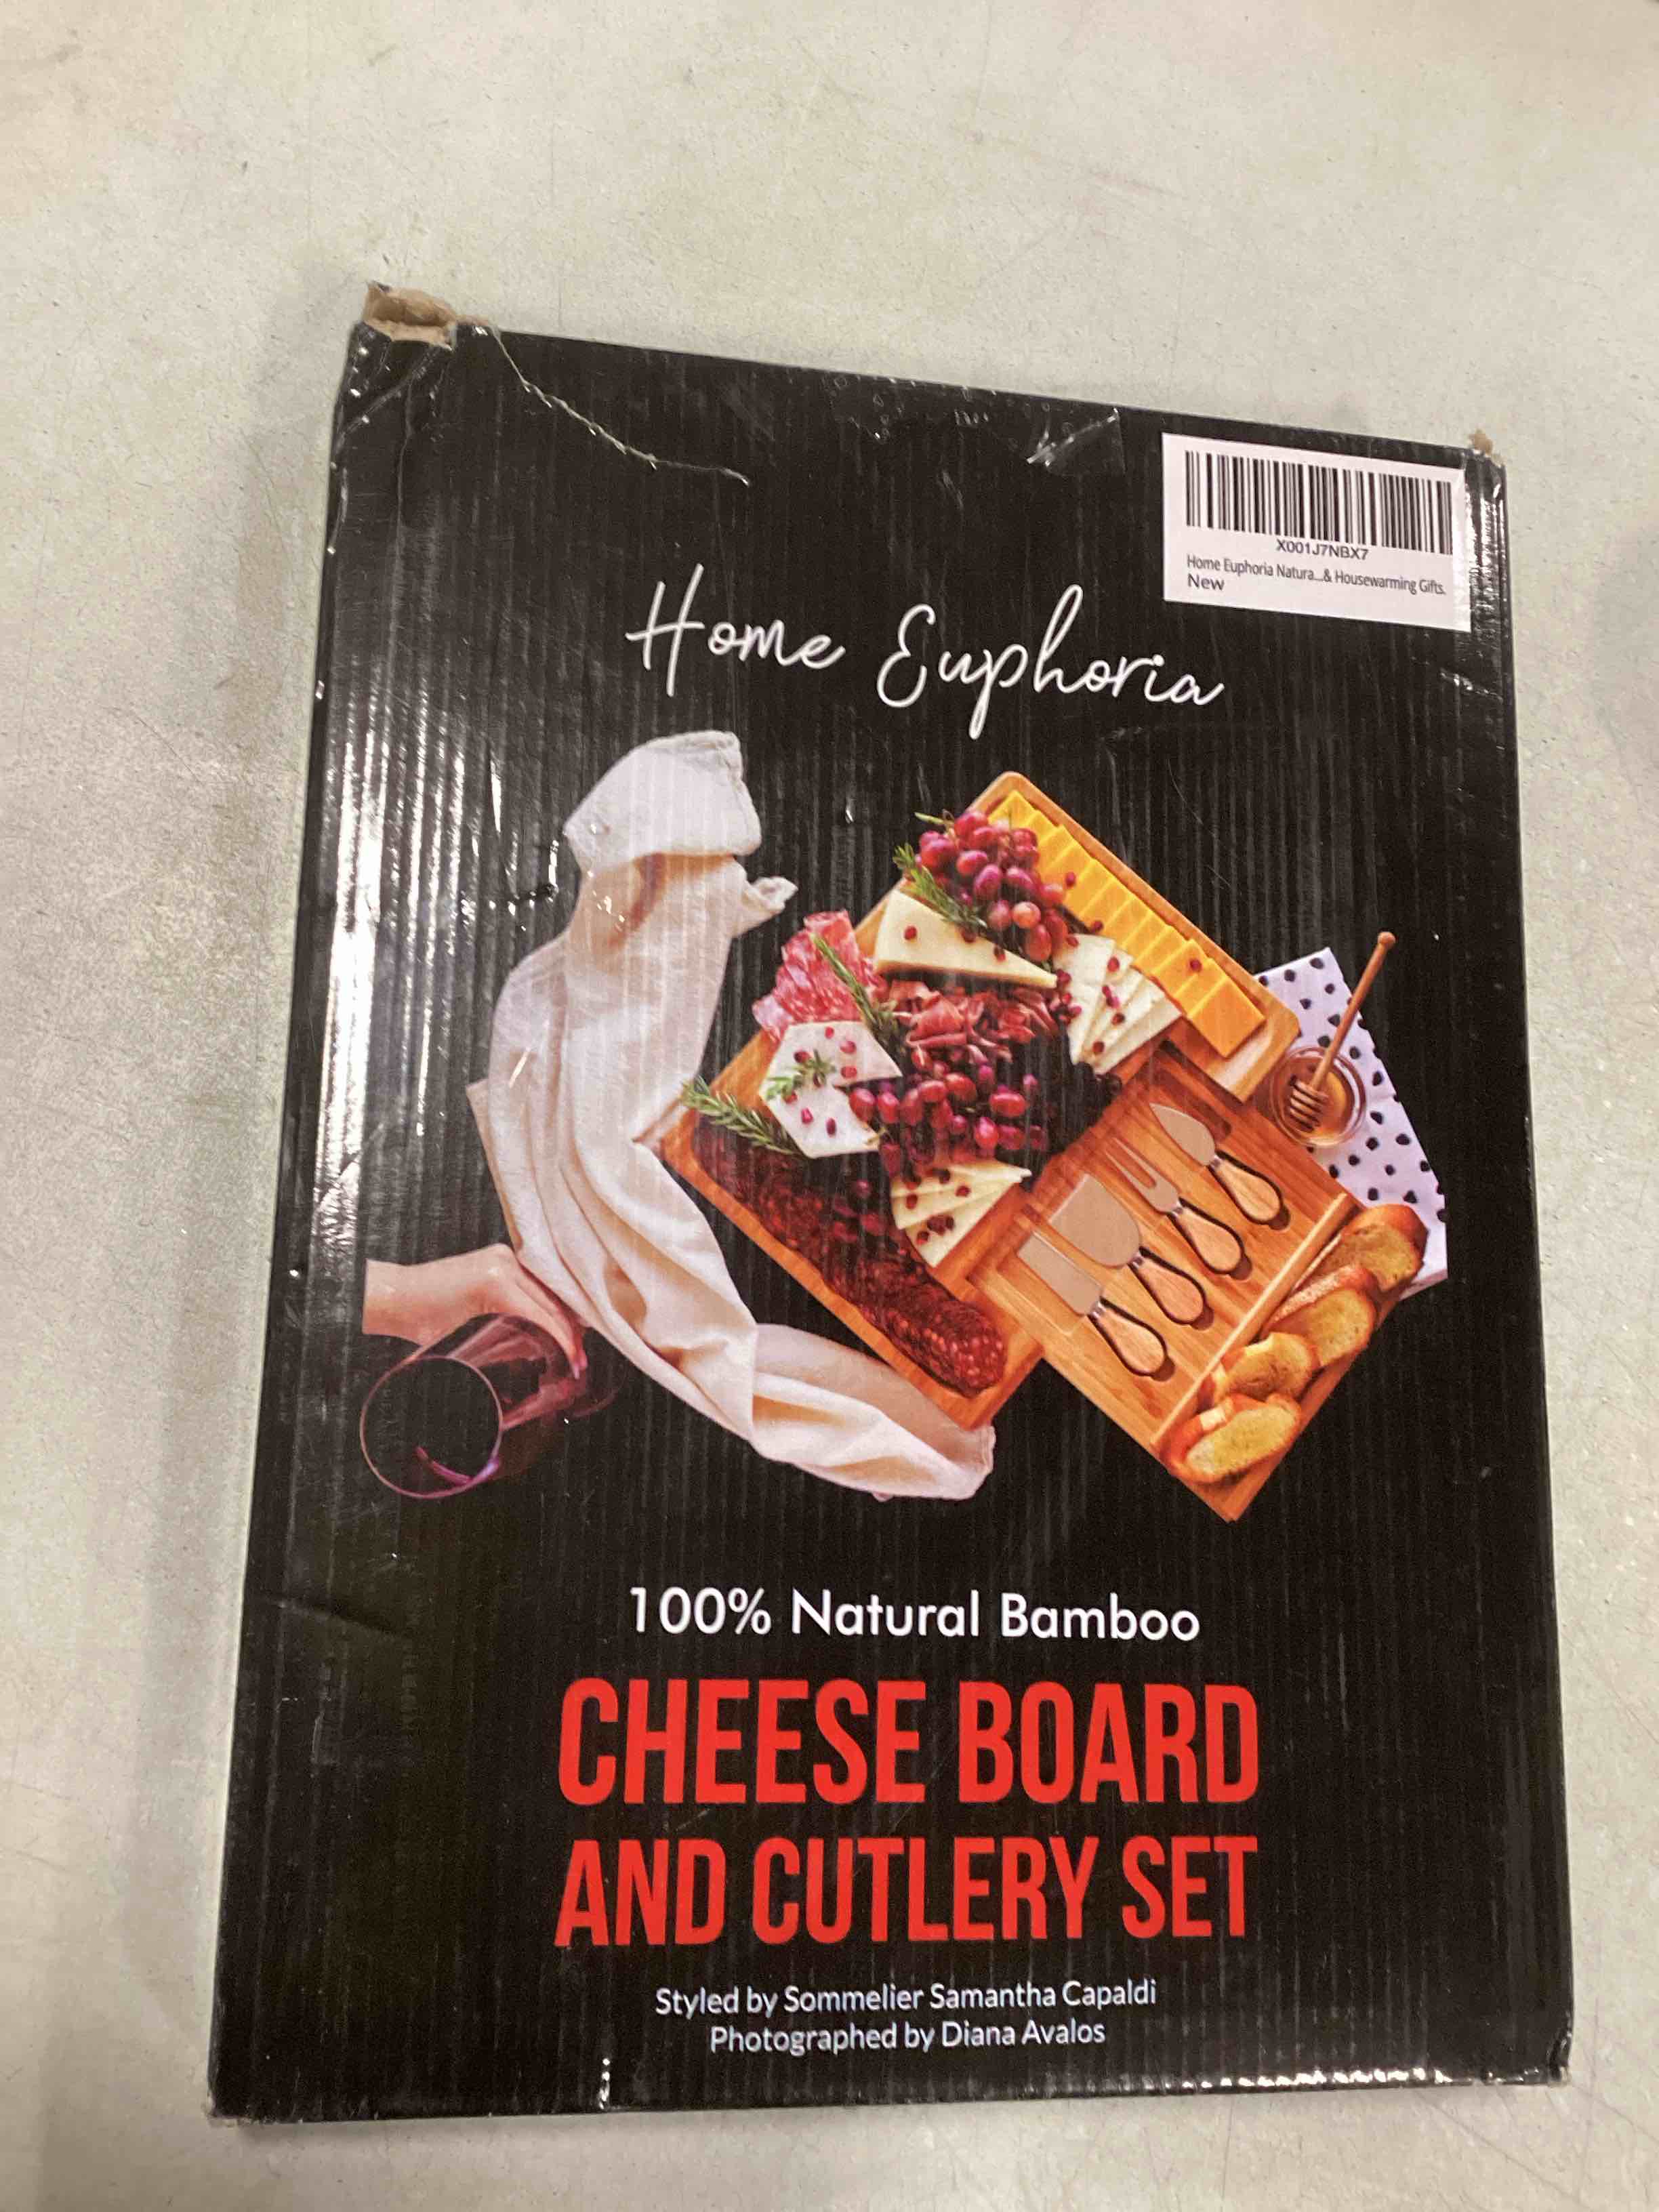 X001J7NBX7
Home Euphoria Natura...& Housewarming Gifts.
New
Home Euphoria
100% Natural Bamboo
CHEESE BOARD
AND CUTLERY SET
Styled by Sommelier Samantha Capaldi
Photographed by Diana Avalos